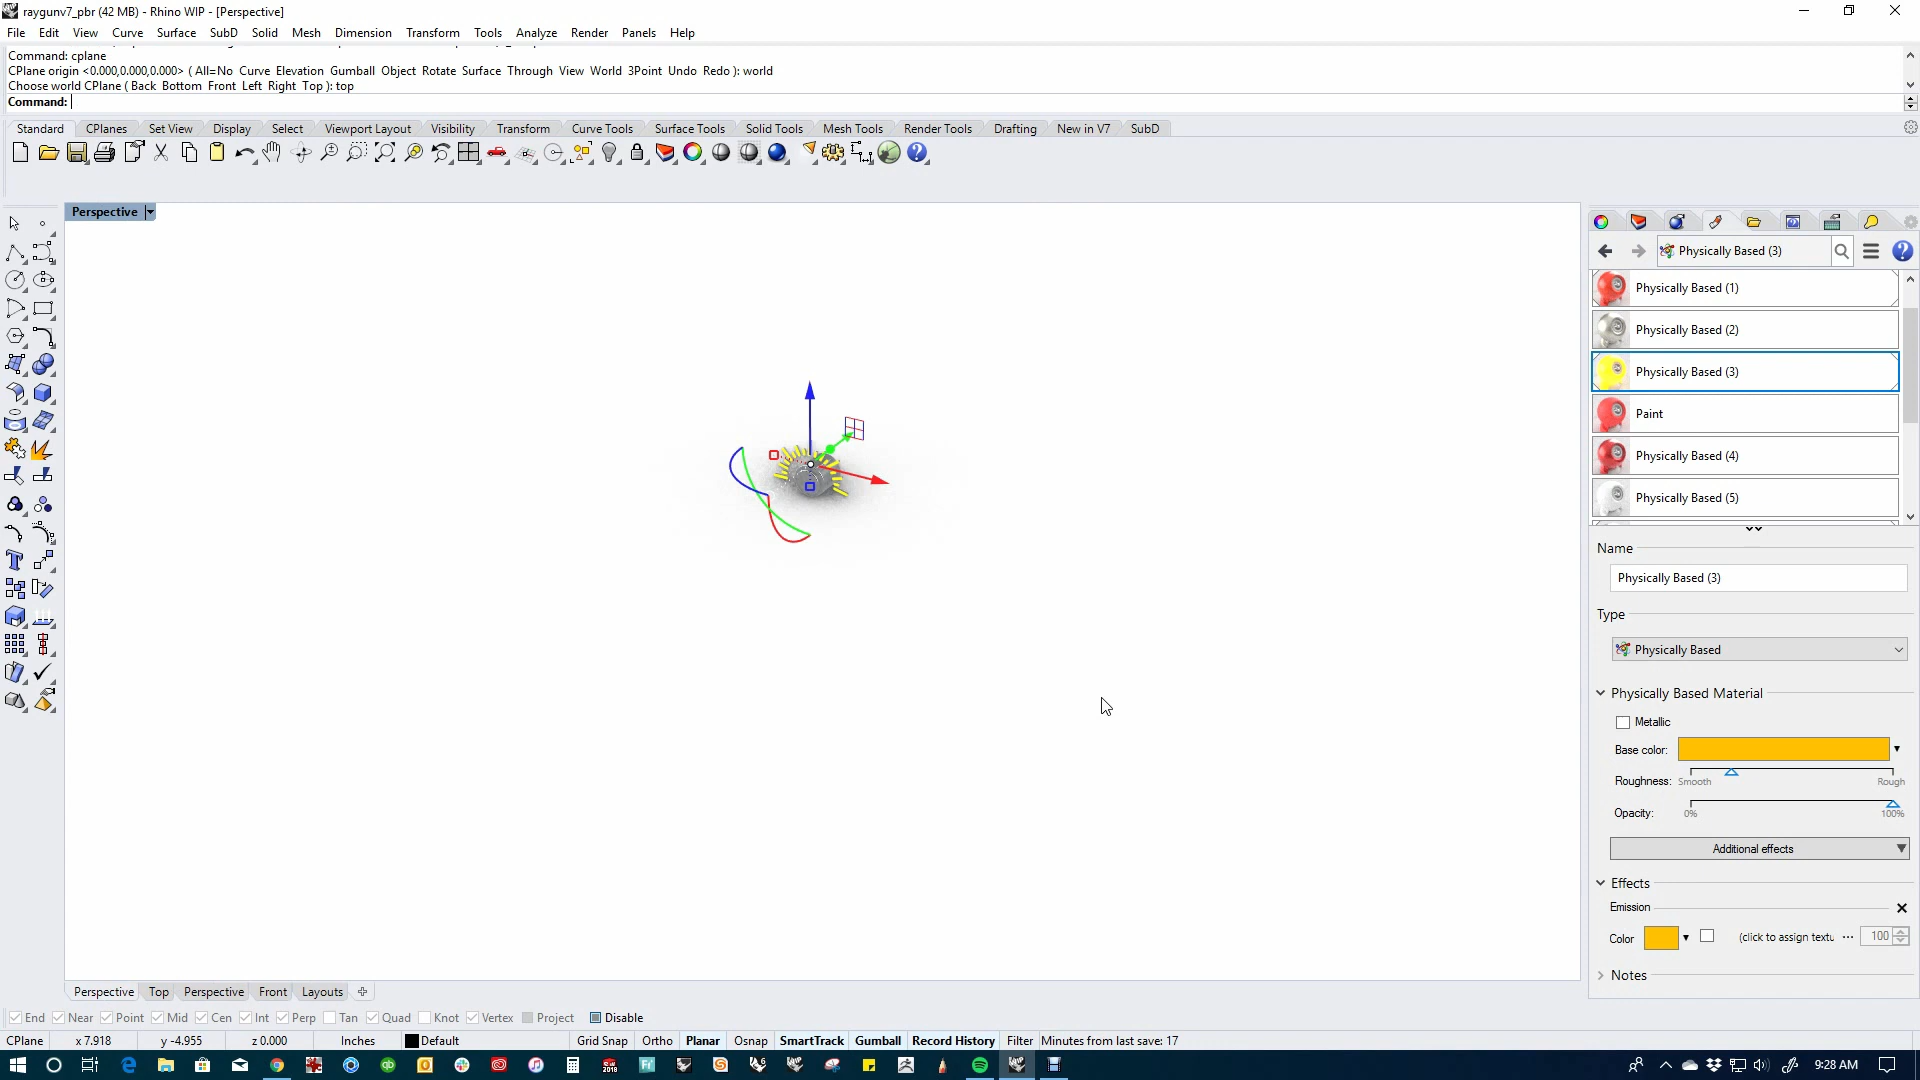 raygunv7_pbr (42 MB) - Rhino WIP - [Perspective]
File Edit View Curve Surface SubD Solid Mesh Dimension Transform Tools Analyze Render Panels Help
Command: cplane
CPlane origin <0.000,0.000,0.000> ( All=No Curve Elevation Gumball Object Rotate Surface Through View World 3Point Undo Redo ): world
Choose world CPlane ( Back Bottom Front Left Right Top ): top
Command:
Standard CPlanes Set View Display Select Viewport Layout Visibility Transform Curve Tools Surface Tools Solid Tools Mesh Tools Render Tools Drafting New in V7 SubD
Perspective
Physically Based (3)
Physically Based (1)
Physically Based (2)
Physically Based (3)
Paint
Physically Based (4)
Physically Based (5)
Name
Physically Based (3)
Type
Physically Based
Physically Based Material
Metallic
Base color:
Roughness: Smooth Rough
Opacity: 0% 100%
Additional effects
Effects
Emission
Color (click to assign textu ... 100
Notes
Perspective Top Perspective Front Layouts
End Near Point Mid Cen Int Perp Tan Quad Knot Vertex Project Disable
CPlane x 7.918 y -4.955 z 0.000 Inches Default Grid Snap Ortho Planar Osnap SmartTrack Gumball Record History Filter Minutes from last save: 17
9:28 AM